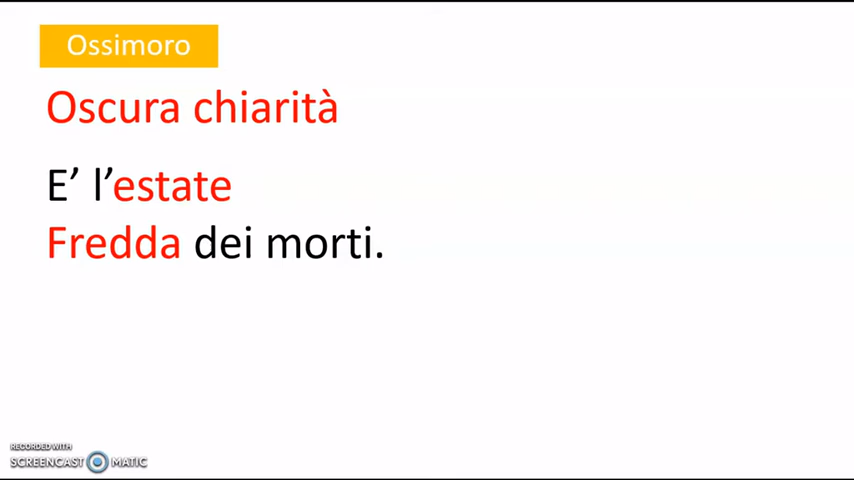 Ossimoro
Oscura chiarità
E’ l’estate
Fredda dei morti.
RECORDED WITH
SCREENCAST MATIC